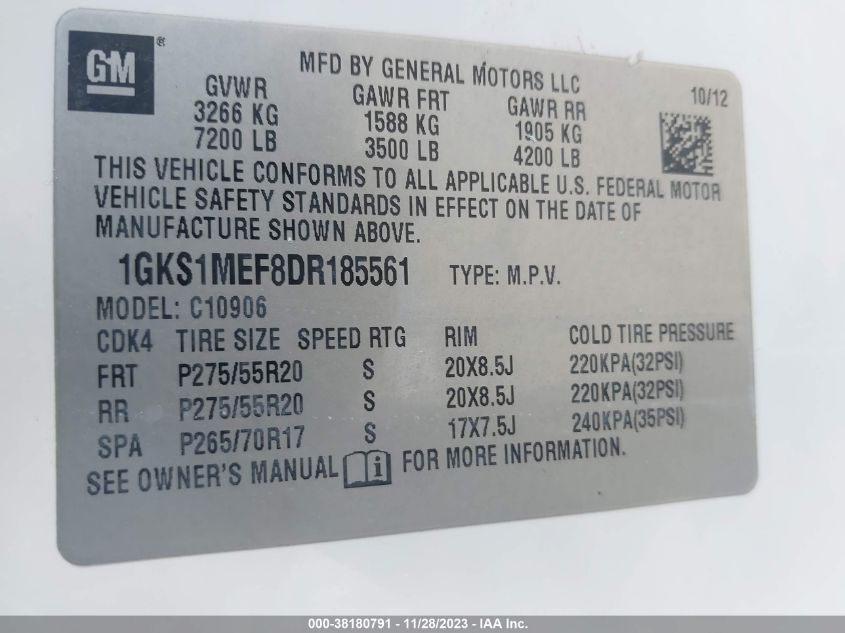 GM ®
MFD BY GENERAL MOTORS LLC
GVWR GAWR FRT GAWR RR 10/12
3266 KG 1588 KG 1905 KG
7200 LB 3500 LB 4200 LB
THIS VEHICLE CONFORMS TO ALL APPLICABLE U.S. FEDERAL MOTOR
VEHICLE SAFETY STANDARDS IN EFFECT ON THE DATE OF
MANUFACTURE SHOWN ABOVE.
1GKS1MEF8DR185561 TYPE: M.P.V.
MODEL: C10906
CDK4 TIRE SIZE SPEED RTG RIM COLD TIRE PRESSURE
FRT P275/55R20 S 20X8.5J 220KPA(32PSI)
RR P275/55R20 S 20X8.5J 220KPA(32PSI)
SPA P265/70R17 S 17X7.5J 240KPA(35PSI)
SEE OWNER'S MANUAL i FOR MORE INFORMATION.
000-38180791 - 11/28/2023 - IAA Inc.